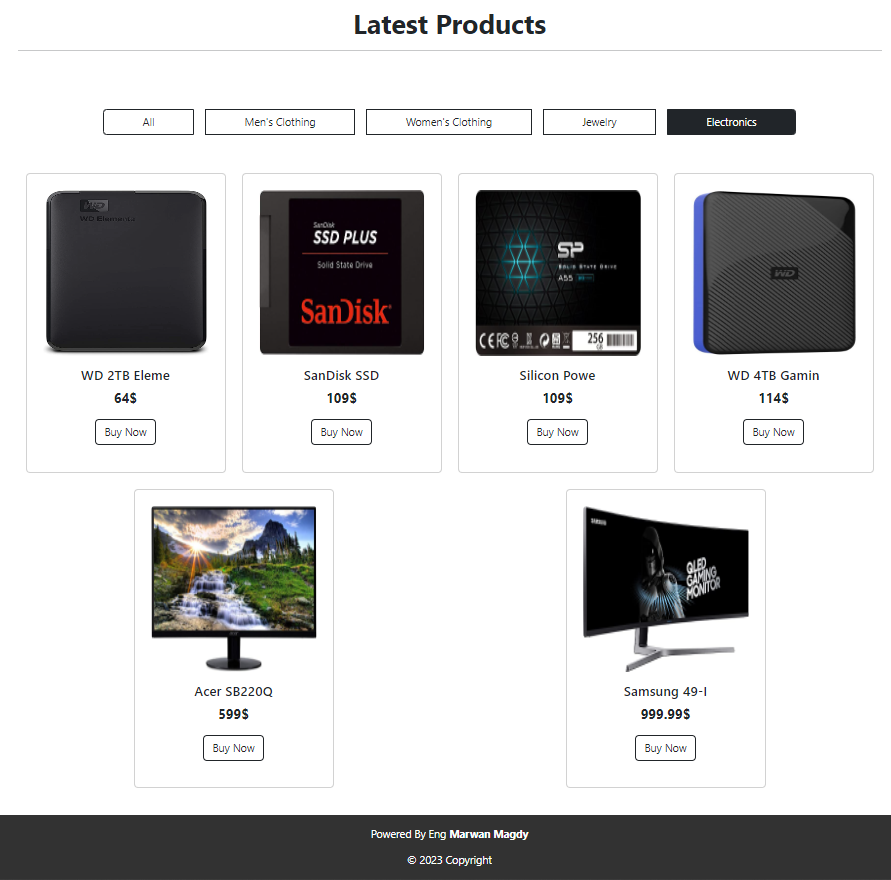 Latest Products
All
Men's Clothing
Women's Clothing
Jewelry
Electronics
WD
WD Elements
SanDisk
SSD PLUS
Solid State Drive
SanDisk
SP
SOLID STATE DRIVE
A55
256
GB
WD
WD 2TB Eleme
64$
Buy Now
SanDisk SSD
109$
Buy Now
Silicon Powe
109$
Buy Now
WD 4TB Gamin
114$
Buy Now
SAMSUNG
QLED
GAMING
MONITOR
Acer SB220Q
599$
Buy Now
Samsung 49-I
999.99$
Buy Now
Powered By Eng Marwan Magdy
© 2023 Copyright